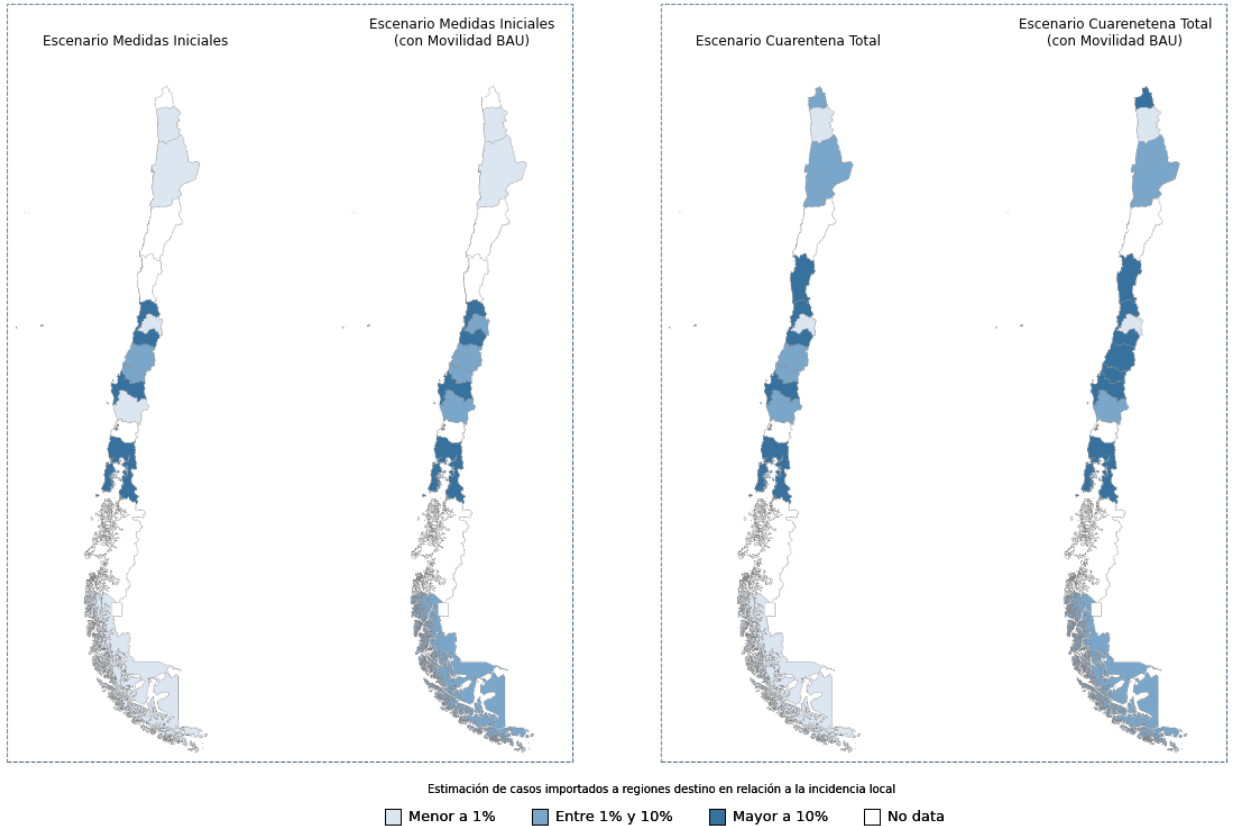 Escenario Medidas Iniciales
Escenario Medidas Iniciales
(con Movilidad BAU)
Escenario Cuarentena Total
Escenario Cuarenetena Total
(con Movilidad BAU)
Estimación de casos importados a regiones destino en relación a la incidencia local
Menor a 1%
Entre 1% y 10%
Mayor a 10%
No data